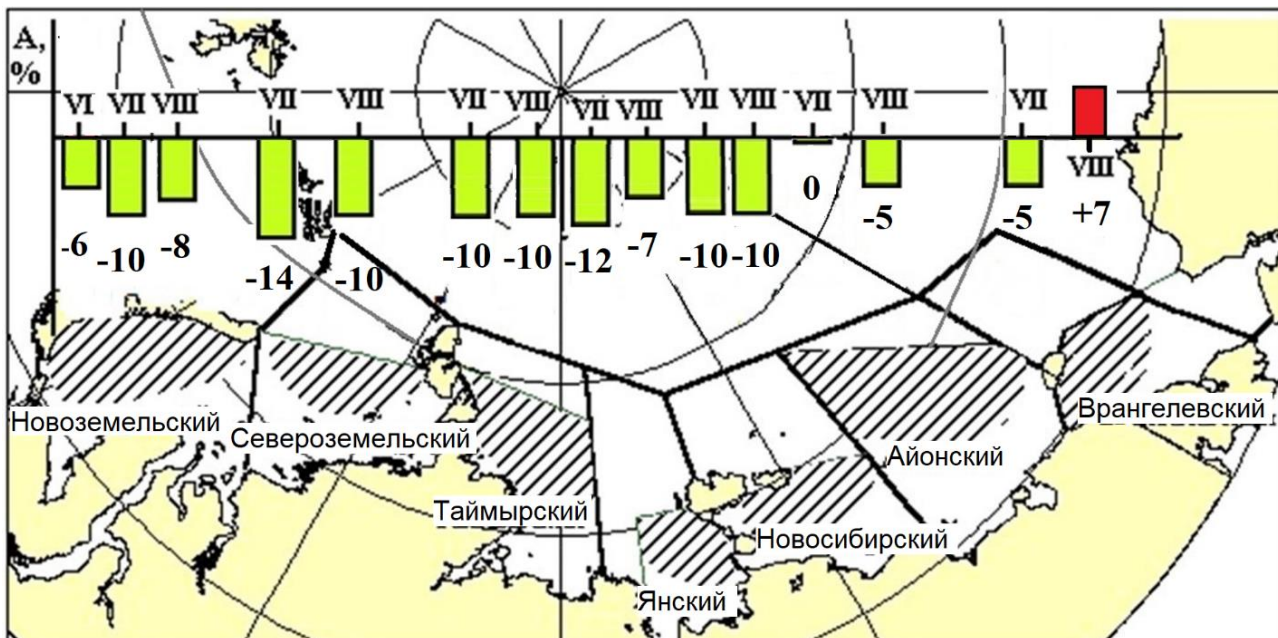 А,
%
VI VII VIII VII VIII VII VIII VII VIII VII VIII VII VIII VII
VIII
-6 -10 -8 -14 -10 -10 -10 -12 -7 -10 -10 0 -5 -5 +7
Новоземельский
Североземельский
Таймырский
Янский
Новосибирский
Айонский
Врангелевский